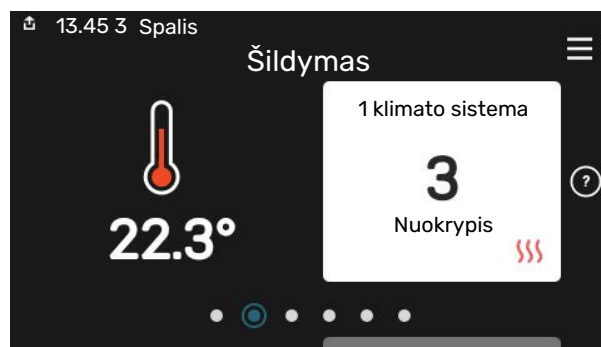 13.45 3 Spalis
Šildymas
1 klimato sistema
3
Nuokrypis
22.3°
?